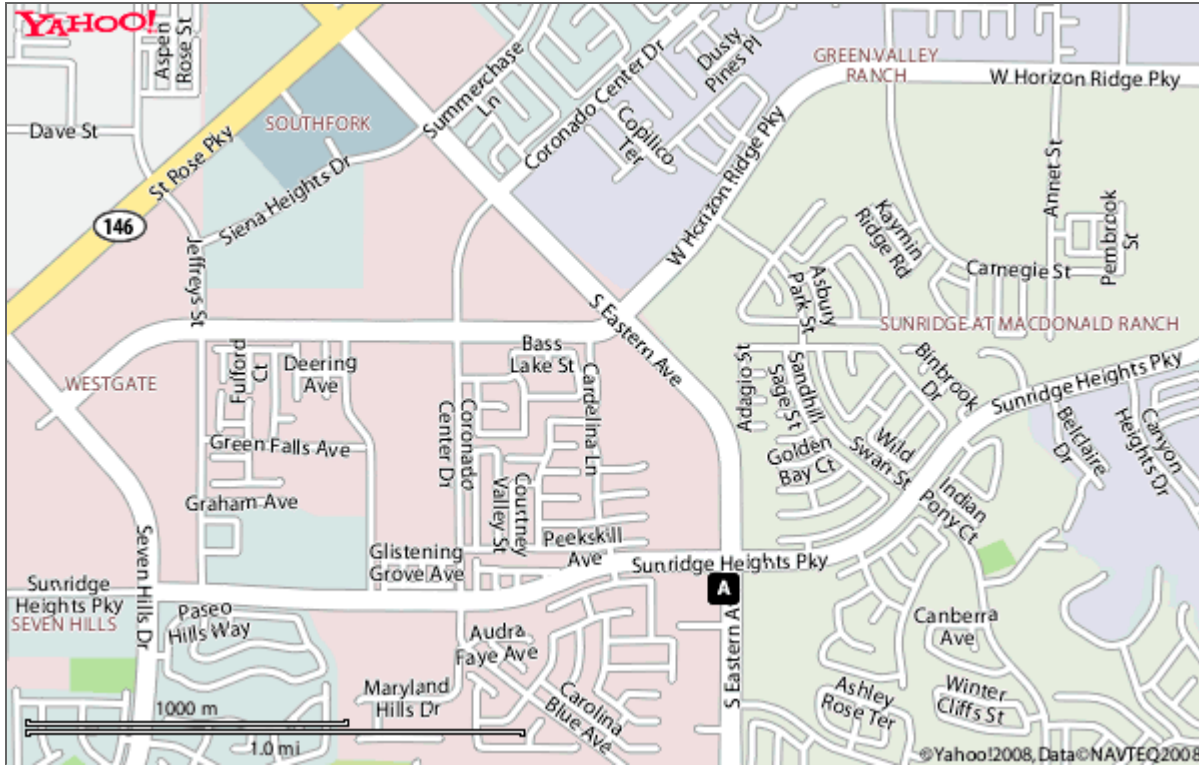 YAHOO!
Aspen
Rose St
Dave St
St Rose Pky
SOUTHFORK
146
Siena Heights Dr
Summerchase
Ln
Coronado Center Dr
Dusty
Pines Pl
Copilico
Ter
GREEN VALLEY
RANCH
W Horizon Ridge Pky
W Horizon Ridge Pky
Annet St
Pembrook
St
Kaymin
Ridge Rd
Carnegie St
Jeffreys St
S Eastern Ave
Asbury
Park St
SUNRIDGE AT MACDONALD RANCH
WESTGATE
Fulford
Ct
Deering
Ave
Bass
Lake St
Cardelina Ln
Adagio St
Sandhill
Sage St
Binbrook
Dr
Sunridge Heights Pky
Green Falls Ave
Coronado
Center Dr
Golden
Bay Ct
Wild
Swan St
Belclaire
Dr
Canyon
Heights Dr
Graham Ave
Courtney
Valley St
Indian
Pony Ct
Seven Hills Dr
Glistening
Grove Ave
Peekskill
Ave
Sunridge Heights Pky
A
S Eastern Av
Sunridge
Heights Pky
SEVEN HILLS
Paseo
Hills Way
Audra
Faye Ave
Canberra
Ave
Maryland
Hills Dr
Carolina
Blue Ave
Ashley
Rose Ter
Winter
Cliffs St
1000 m
1.0 mi
©Yahoo!2008, Data©NAVTEQ2008